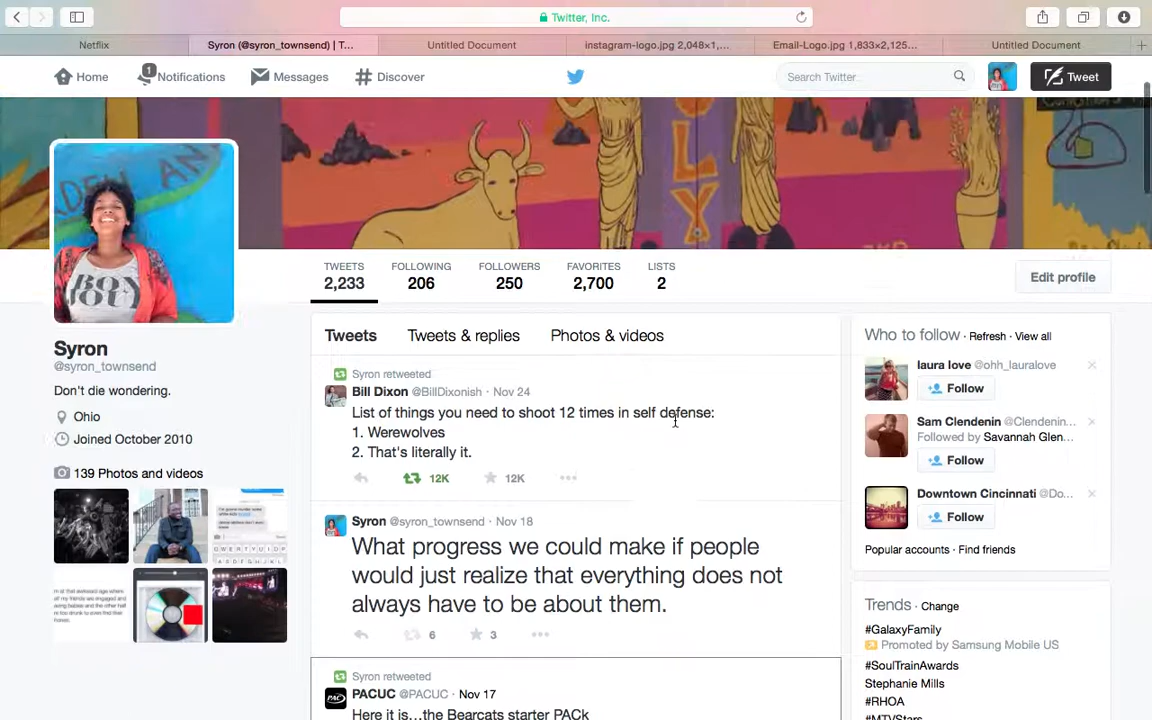 Twitter, Inc.
Netflix
Syron (@syron_townsend) | T...
Untitled Document
instagram-logo.jpg 2,048×1,...
Email-Logo.jpg 1,833×2,125...
Untitled Document
Home
1
Notifications
Messages
Discover
Search Twitter
Tweet
OLY
BOY
TWEETS
2,233
FOLLOWING
206
FOLLOWERS
250
FAVORITES
2,700
LISTS
2
Edit profile
Syron
@syron_townsend
Don't die wondering.
Ohio
Joined October 2010
139 Photos and videos
Tweets
Tweets & replies
Photos & videos
Syron retweeted
Bill Dixon @BillDixonish · Nov 24
List of things you need to shoot 12 times in self defense:
1. Werewolves
2. That's literally it.
12K
12K
Syron @syron_townsend · Nov 18
What progress we could make if people
would just realize that everything does not
always have to be about them.
6
3
Syron retweeted
PACUC @PACUC · Nov 17
Here it is...the Bearcats starter PACk
Who to follow · Refresh · View all
laura love @ohh_lauralove
Follow
Sam Clendenin @Clendenin...
Followed by Savannah Glen...
Follow
Downtown Cincinnati @Do...
Follow
Popular accounts · Find friends
Trends · Change
#GalaxyFamily
Promoted by Samsung Mobile US
#SoulTrainAwards
Stephanie Mills
#RHOA
#MTVStars